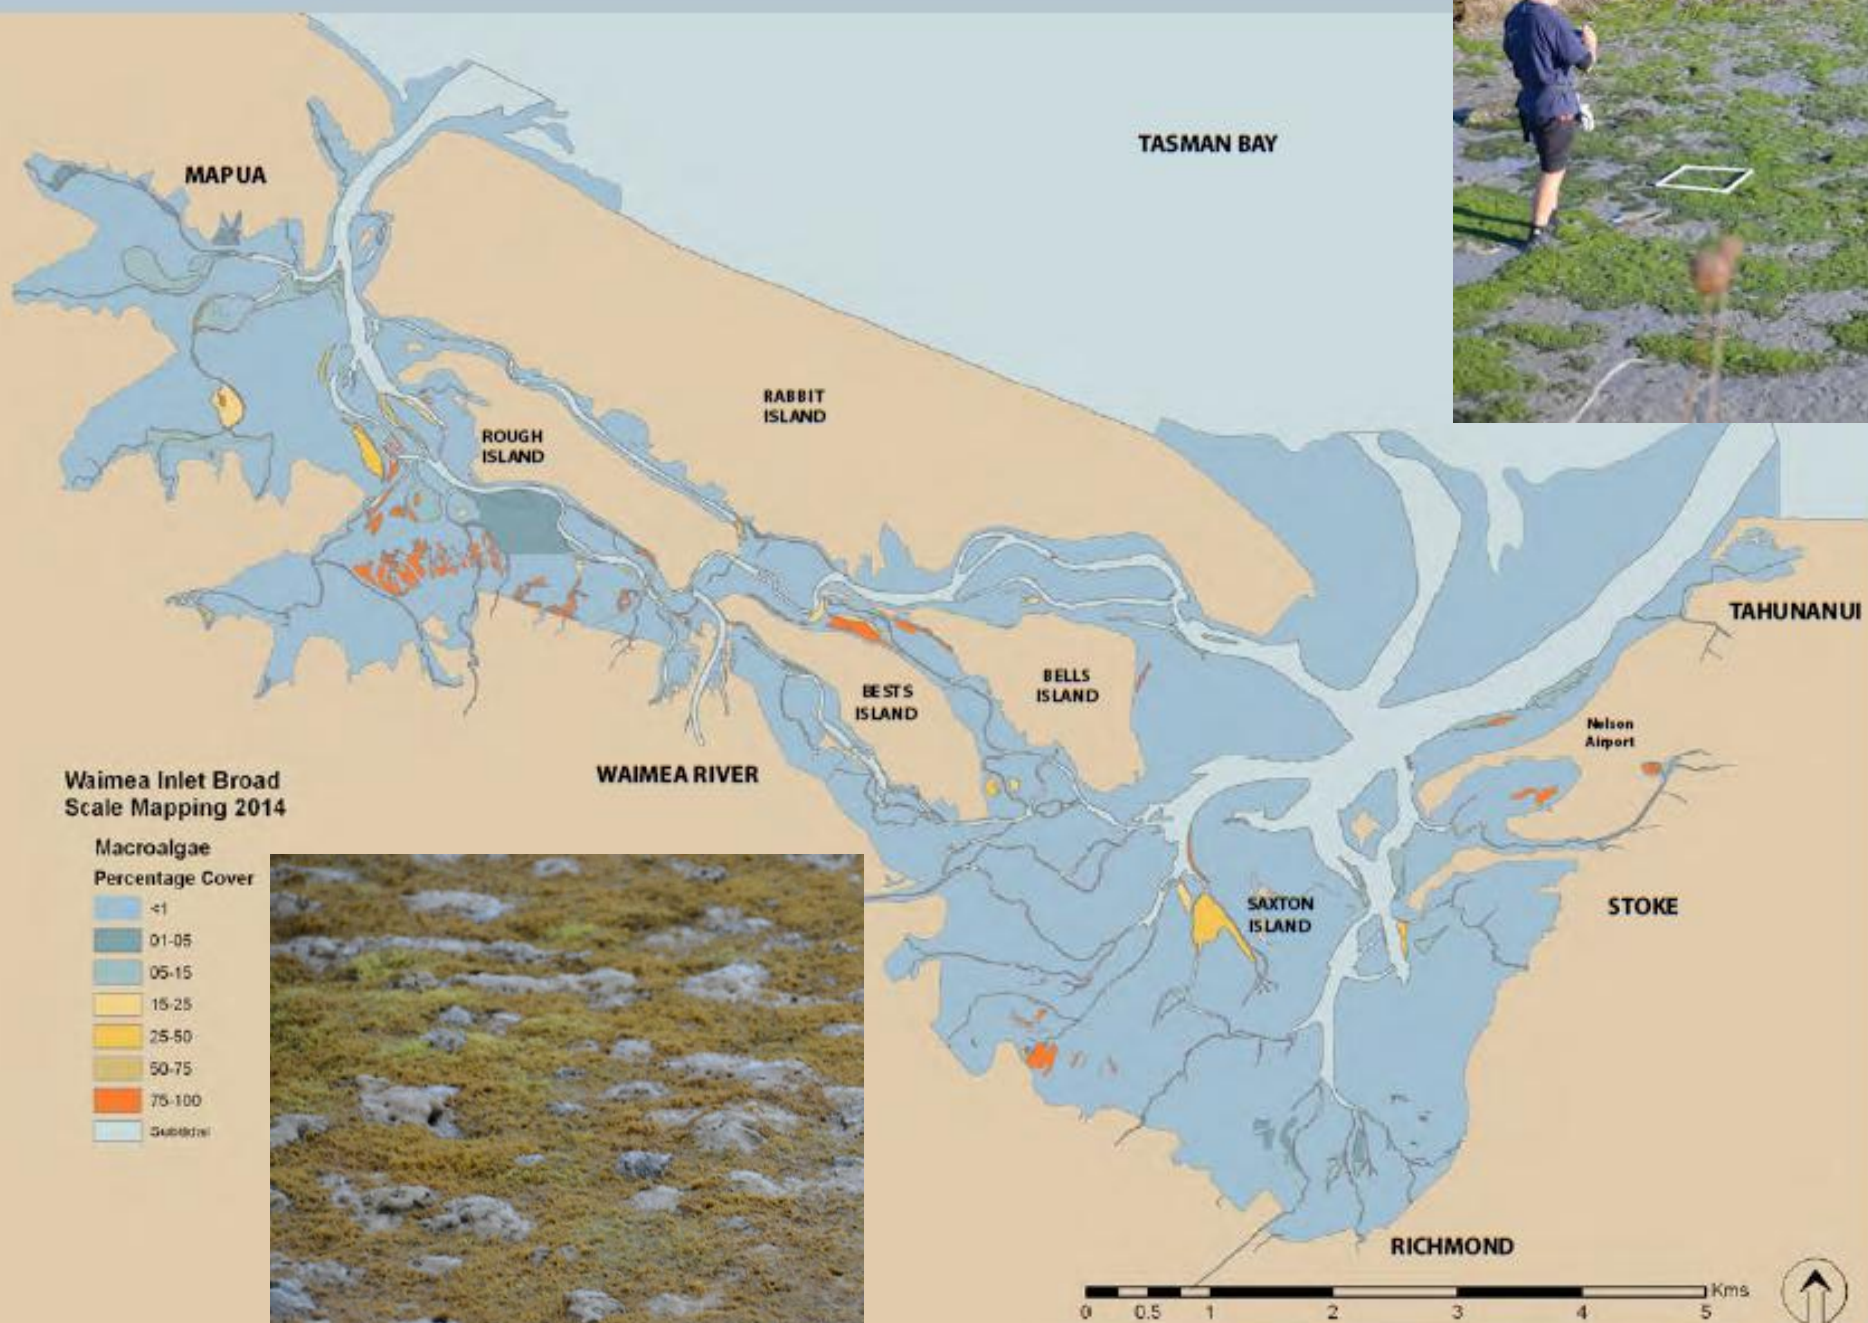 TASMAN BAY
MAPUA
RABBIT
ISLAND
ROUGH
ISLAND
TAHUNANUI
BELLS
ISLAND
BESTS
ISLAND
Nelson
Airport
WAIMEA RIVER
Waimea Inlet Broad
Scale Mapping 2014
Macroalgae
Percentage Cover
<1
01-05
05-15
15-25
25-50
50-75
75-100
Subtidal
SAXTON
ISLAND
STOKE
RICHMOND
Kms
0 0.5 1 2 3 4 5